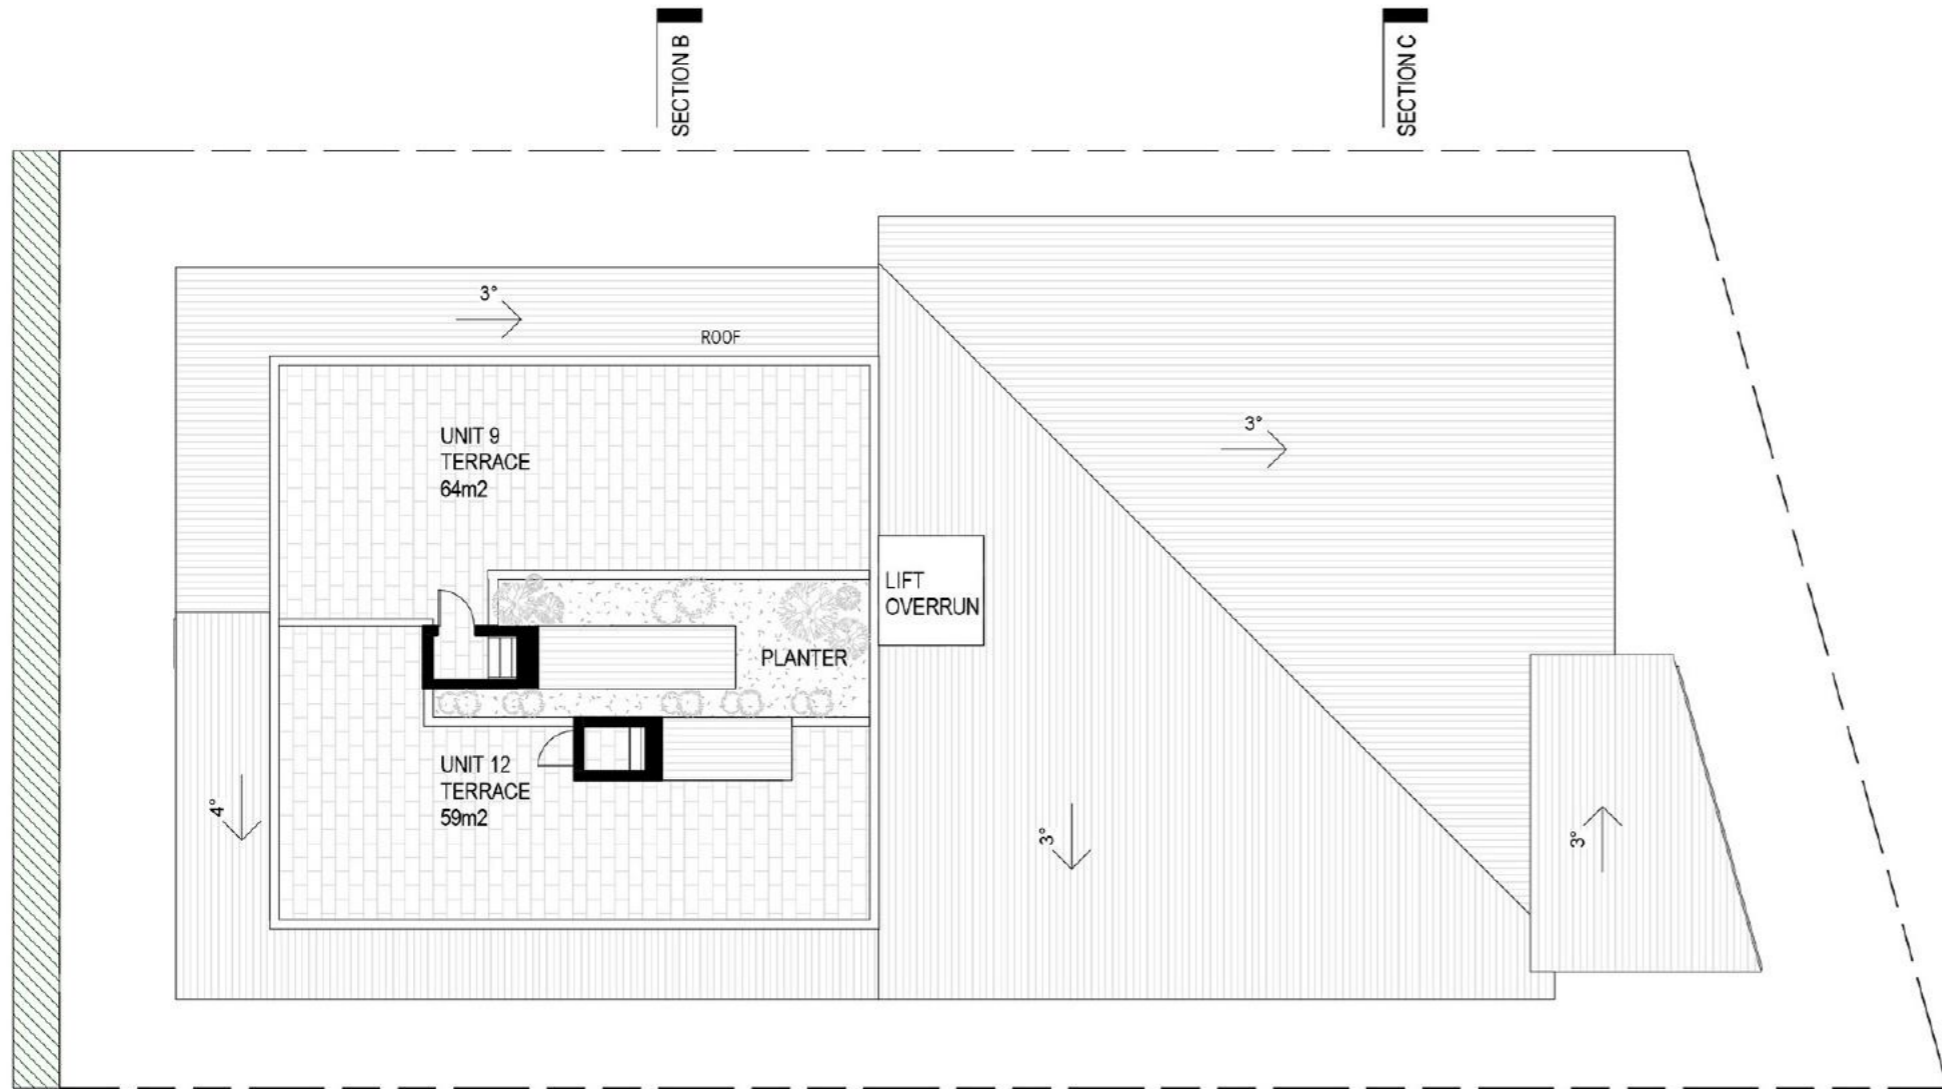 SECTION B
SECTION C
3°
ROOF
UNIT 9
TERRACE
64m2
3°
LIFT
OVERRUN
PLANTER
UNIT 12
TERRACE
59m2
4°
3°
3°